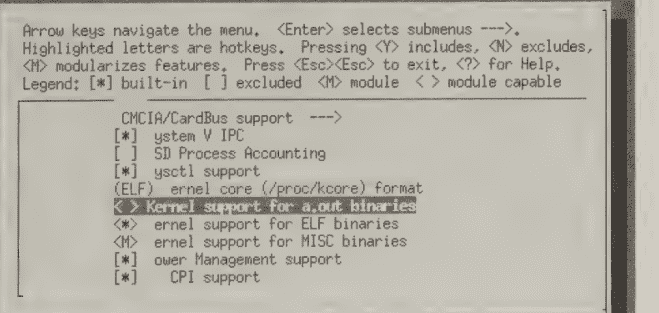 Arrow keys navigate the menu. <Enter> selects submenus --->.
Highlighted letters are hotkeys. Pressing <Y> includes, <N> excludes,
<M> modularizes features. Press <Esc><Esc> to exit, <?> for Help.
Legend: [*] built-in [ ] excluded <M> module < > module capable
CMCIA/CardBus support --->
[*] ystem V IPC
[ ] SD Process Accounting
[*] ysctl support
(ELF) ernel core (/proc/kcore) format
< > Kernel support for a.out binaries
<*> ernel support for ELF binaries
<M> ernel support for MISC binaries
[*] ower Management support
[*] CPI support